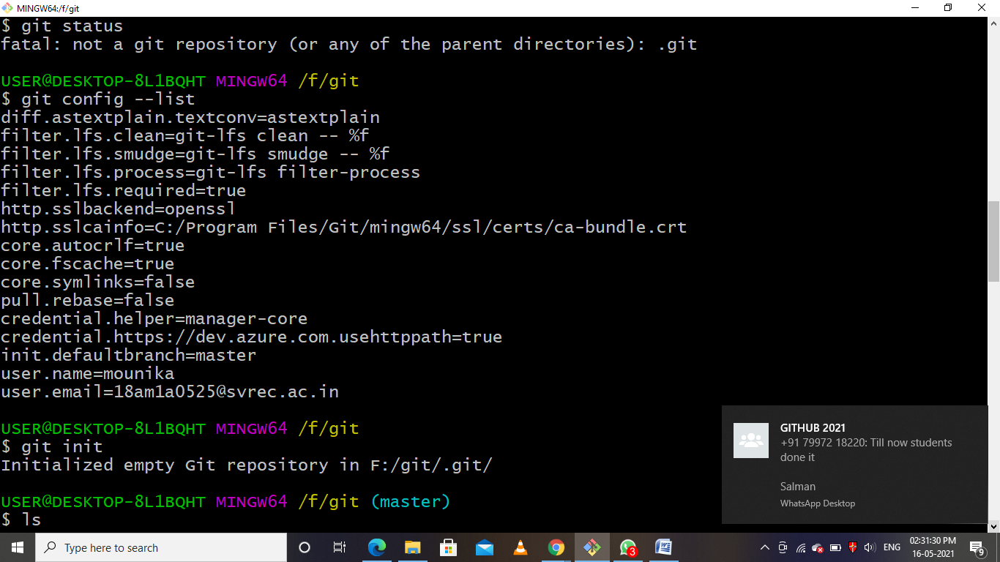 MINGW64:/f/git
$ git status
fatal: not a git repository (or any of the parent directories): .git
USER@DESKTOP-8L1BQHT MINGW64 /f/git
$ git config --list
diff.astextplain.textconv=astextplain
filter.lfs.clean=git-lfs clean -- %f
filter.lfs.smudge=git-lfs smudge -- %f
filter.lfs.process=git-lfs filter-process
filter.lfs.required=true
http.sslbackend=openssl
http.sslcainfo=C:/Program Files/Git/mingw64/ssl/certs/ca-bundle.crt
core.autocrlf=true
core.fscache=true
core.symlinks=false
pull.rebase=false
credential.helper=manager-core
credential.https://dev.azure.com.usehttppath=true
init.defaultbranch=master
user.name=mounika
user.email=18am1a0525@svrec.ac.in
USER@DESKTOP-8L1BQHT MINGW64 /f/git
$ git init
Initialized empty Git repository in F:/git/.git/
USER@DESKTOP-8L1BQHT MINGW64 /f/git (master)
$ ls
GITHUB 2021
+91 79972 18220: Till now students
done it
Salman
WhatsApp Desktop
Type here to search
3
W
ENG
02:31:30 PM
16-05-2021
9